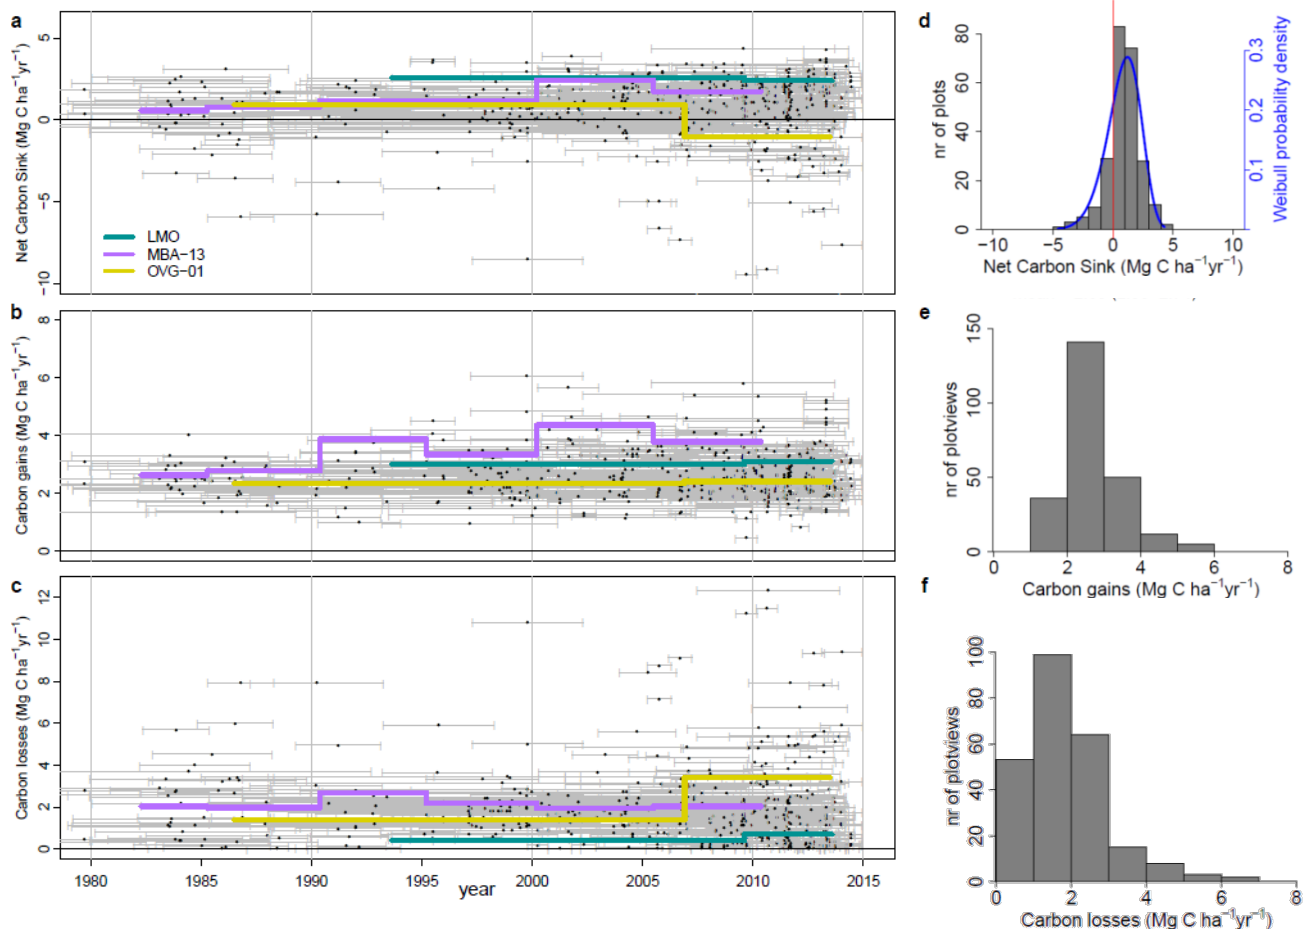 a
Net Carbon Sink (Mg C ha⁻¹yr⁻¹)
5
0
−5
−10
LMO
MBA−13
OVG−01
b
Carbon gains (Mg C ha⁻¹yr⁻¹)
8
6
4
2
0
c
Carbon losses (Mg C ha⁻¹yr⁻¹)
12
10
8
6
4
2
0
1980 1985 1990 1995 2000 2005 2010 2015
year
d
nr of plots
80
60
40
20
0
Weibull probability density
0.3
0.2
0.1
−10 −5 0 5 10
Net Carbon Sink (Mg C ha⁻¹yr⁻¹)
e
nr of plotviews
150
100
50
0
0 2 4 6 8
Carbon gains (Mg C ha⁻¹yr⁻¹)
f
nr of plotviews
100
80
60
40
20
0
0 2 4 6 8
Carbon losses (Mg C ha⁻¹yr⁻¹)